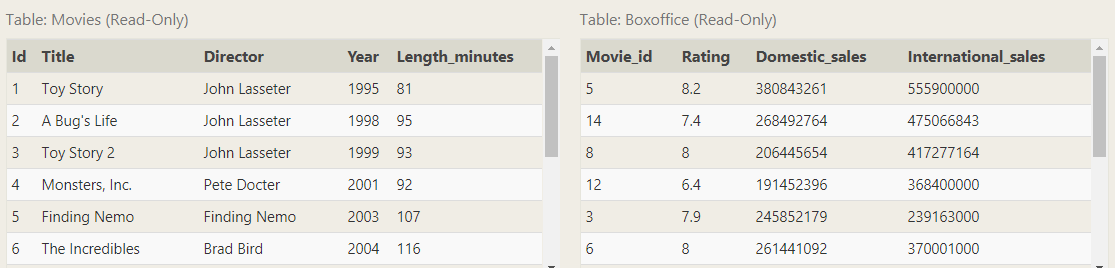 Table: Movies (Read-Only)
Id Title Director Year Length_minutes
1 Toy Story John Lasseter 1995 81
2 A Bug's Life John Lasseter 1998 95
3 Toy Story 2 John Lasseter 1999 93
4 Monsters, Inc. Pete Docter 2001 92
5 Finding Nemo Finding Nemo 2003 107
6 The Incredibles Brad Bird 2004 116
Table: Boxoffice (Read-Only)
Movie_id Rating Domestic_sales International_sales
5 8.2 380843261 555900000
14 7.4 268492764 475066843
8 8 206445654 417277164
12 6.4 191452396 368400000
3 7.9 245852179 239163000
6 8 261441092 370001000